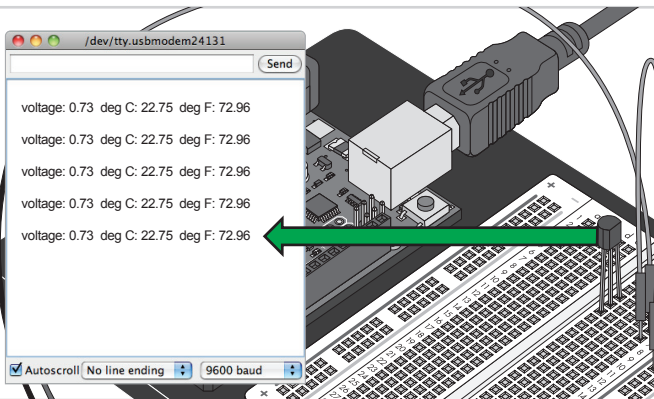 /dev/tty.usbmodem24131
Send
voltage: 0.73 deg C: 22.75 deg F: 72.96
voltage: 0.73 deg C: 22.75 deg F: 72.96
voltage: 0.73 deg C: 22.75 deg F: 72.96
voltage: 0.73 deg C: 22.75 deg F: 72.96
voltage: 0.73 deg C: 22.75 deg F: 72.96
Autoscroll No line ending 9600 baud